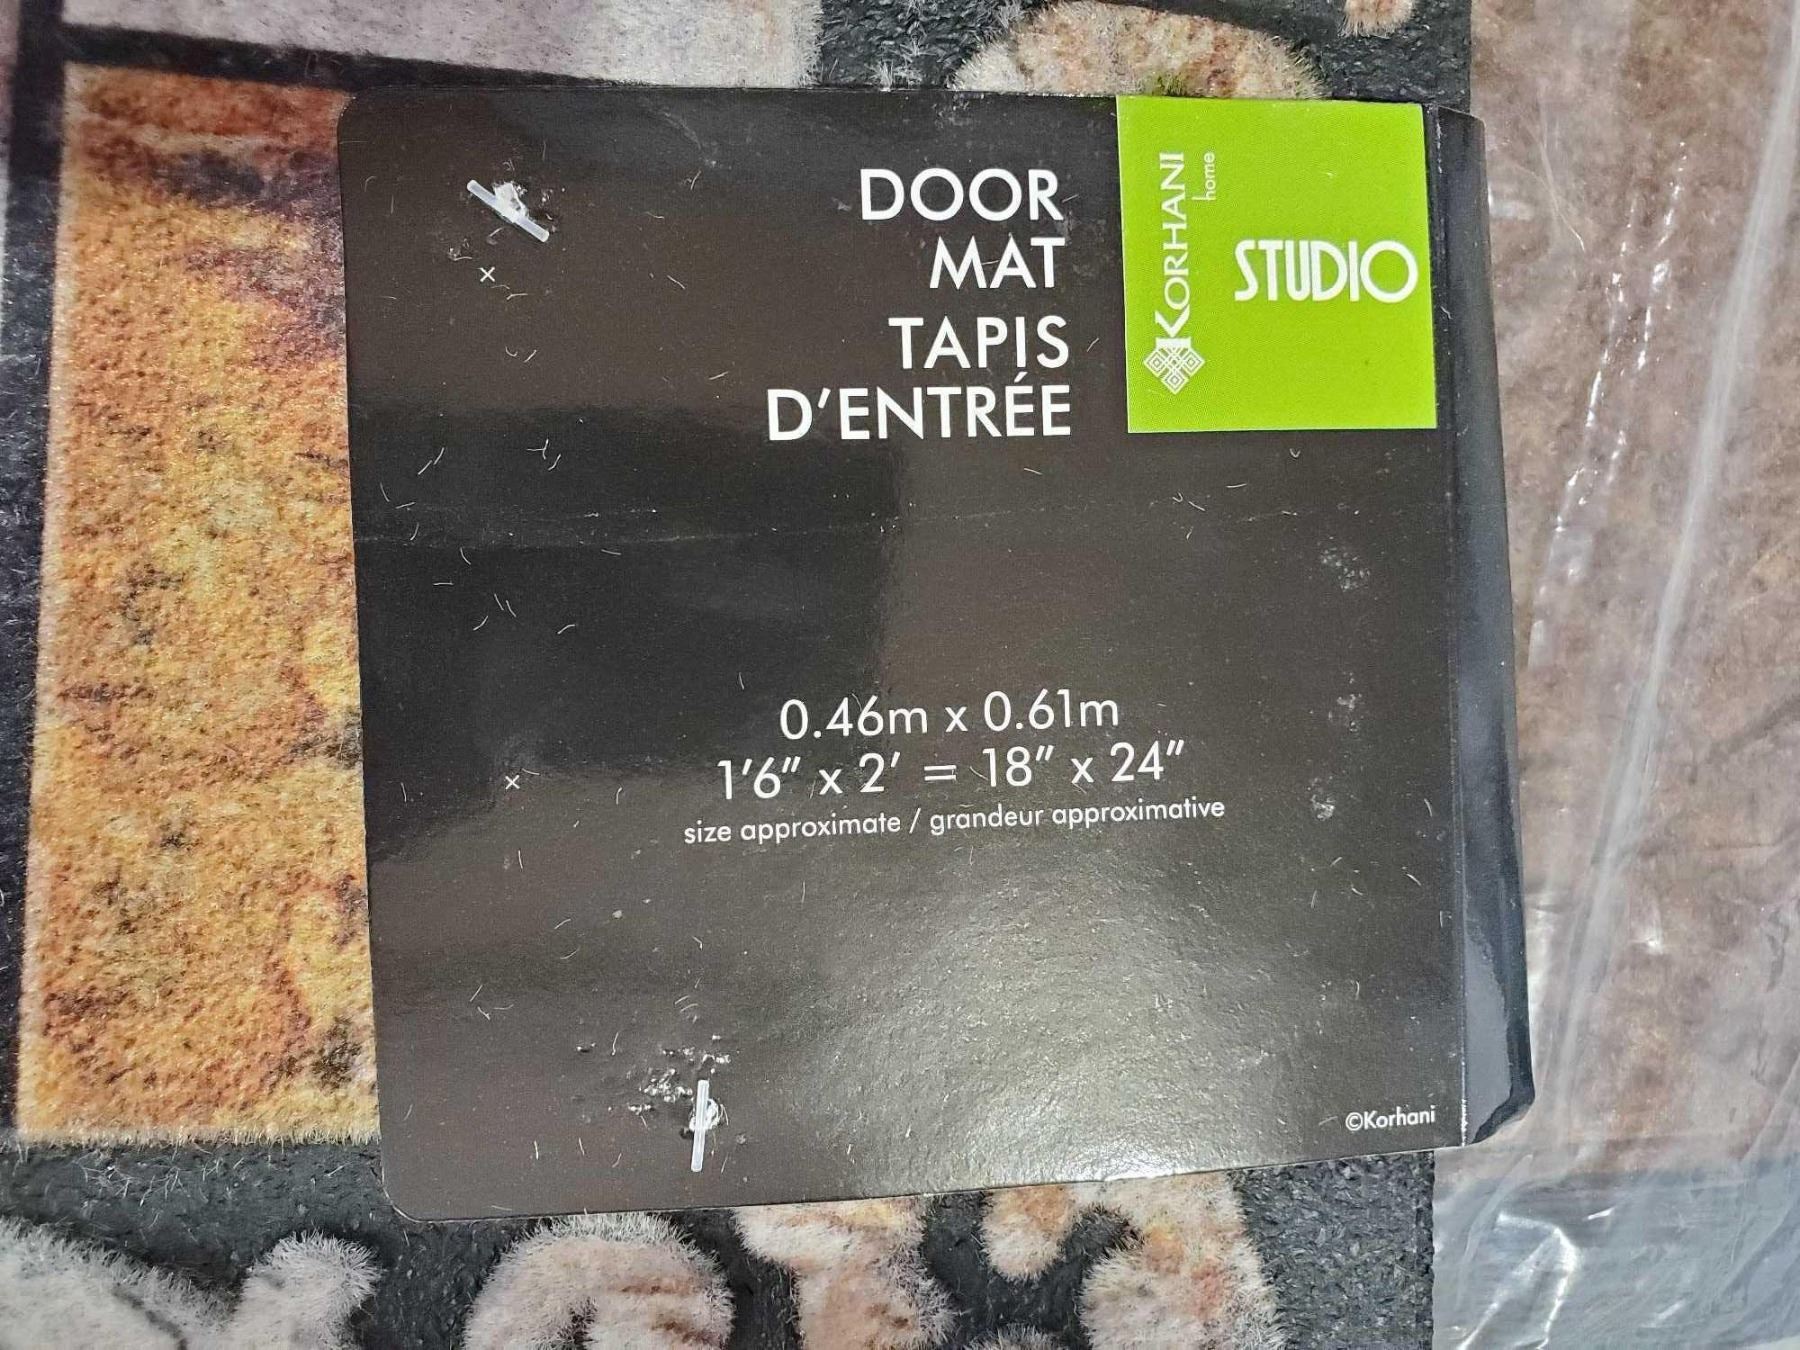 DOOR
MAT
TAPIS
D'ENTRÉE
KORHANI
home
STUDIO
0.46m x 0.61m
1'6" x 2' = 18" x 24"
size approximate / grandeur approximative
©Korhani